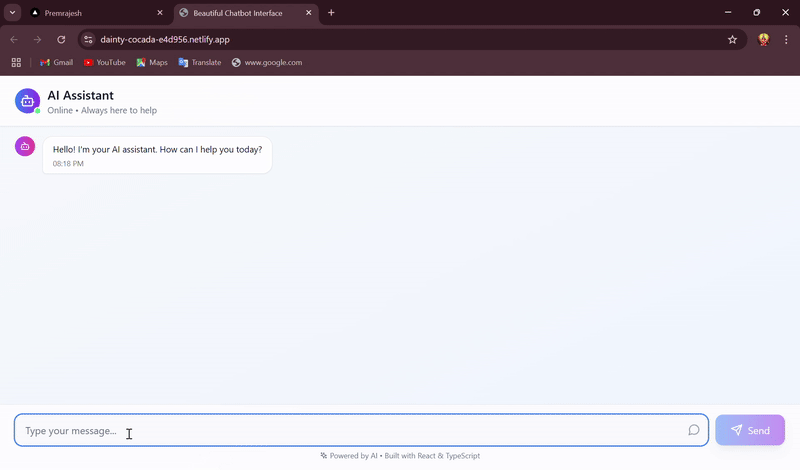 Premrajesh
Beautiful Chatbot Interface
dainty-cocada-e4d956.netlify.app
Gmail
YouTube
Maps
Translate
www.google.com
AI Assistant
Online • Always here to help
Hello! I'm your AI assistant. How can I help you today?
08:18 PM
Type your message...
Send
Powered by AI • Built with React & TypeScript